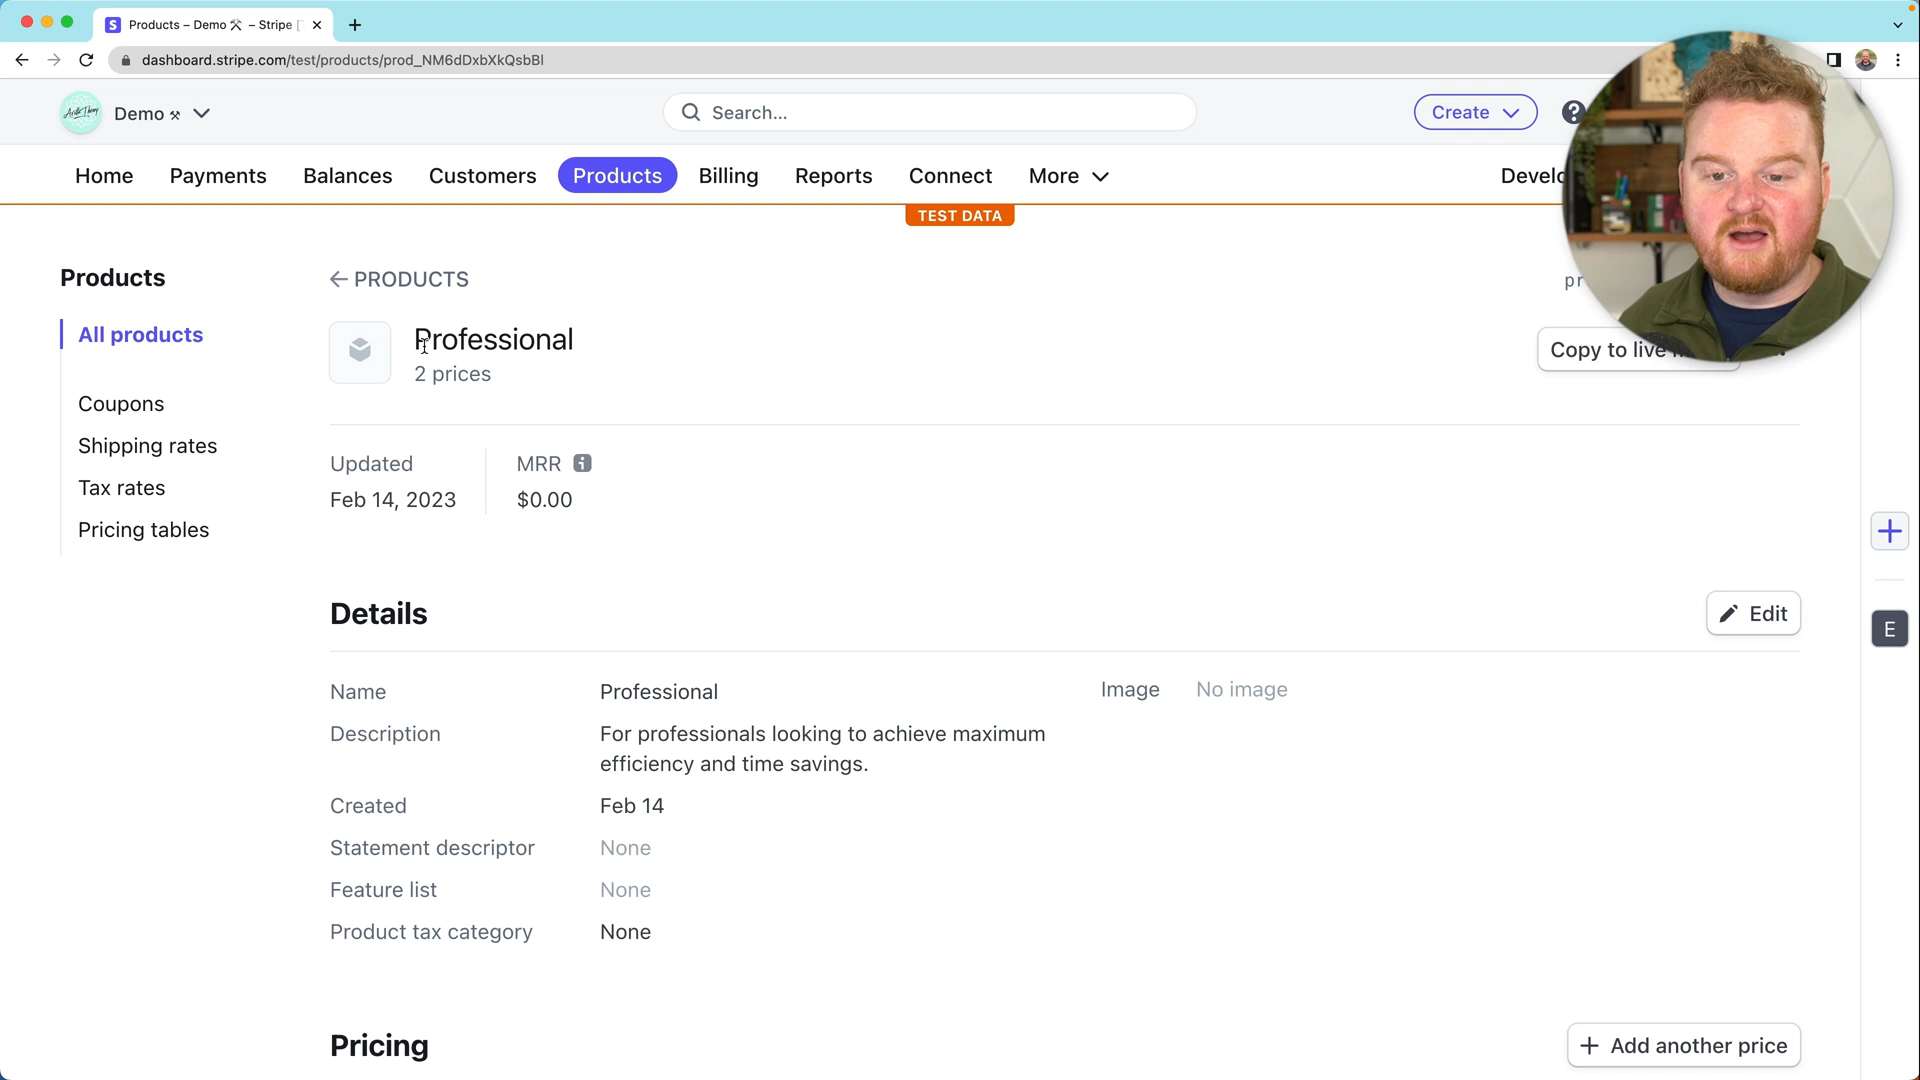 Products – Demo ⚒ – Stripe [
dashboard.stripe.com/test/products/prod_NM6dDxbXkQsbBl
Demo ⚒
Search...
Create
Home
Payments
Balances
Customers
Products
Billing
Reports
Connect
More
TEST DATA
Products
All products
Coupons
Shipping rates
Tax rates
Pricing tables
← PRODUCTS
Professional
2 prices
Copy to live
Updated
Feb 14, 2023
MRR
$0.00
Details
Edit
Name
Professional
Description
For professionals looking to achieve maximum
efficiency and time savings.
Created
Feb 14
Statement descriptor
None
Feature list
None
Product tax category
None
Image
No image
Pricing
+ Add another price
E